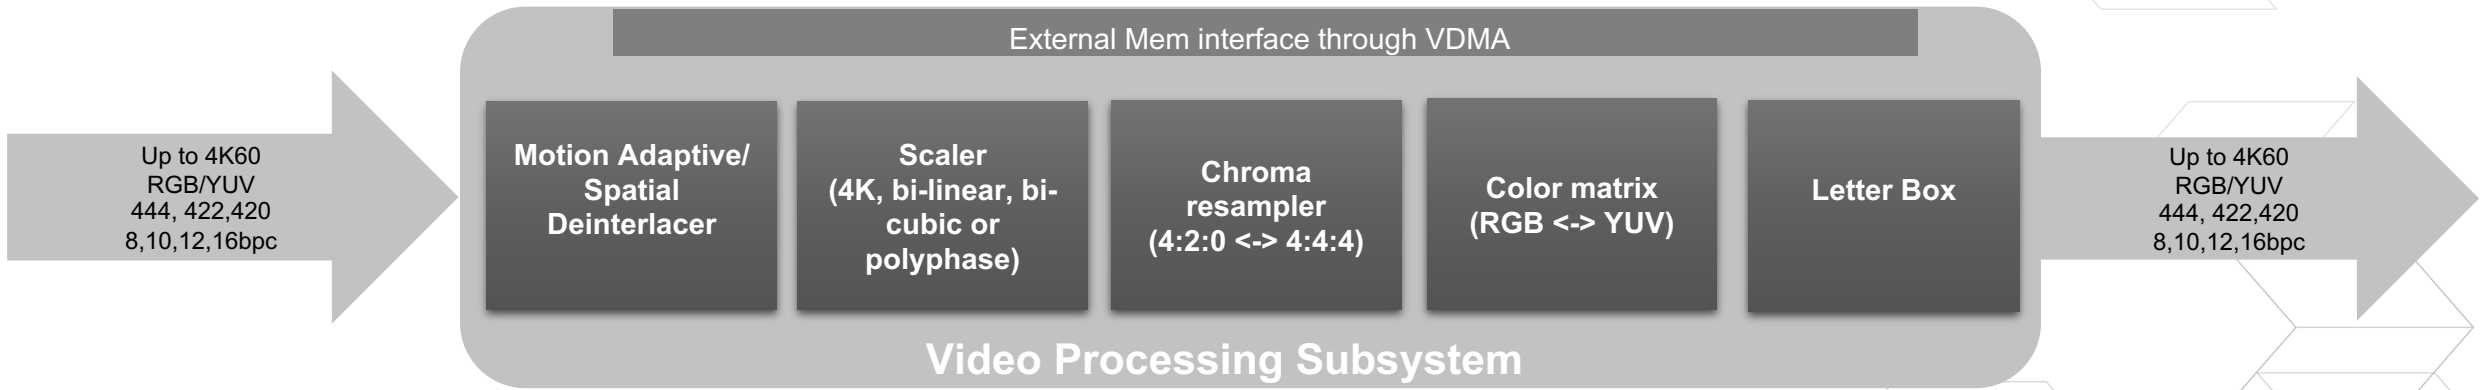 External Mem interface through VDMA
Up to 4K60
RGB/YUV
444, 422,420
8,10,12,16bpc
Motion Adaptive/
Spatial
Deinterlacer
Scaler
(4K, bi-linear, bi-
cubic or
polyphase)
Chroma
resampler
(4:2:0 <-> 4:4:4)
Color matrix
(RGB <-> YUV)
Letter Box
Up to 4K60
RGB/YUV
444, 422,420
8,10,12,16bpc
Video Processing Subsystem